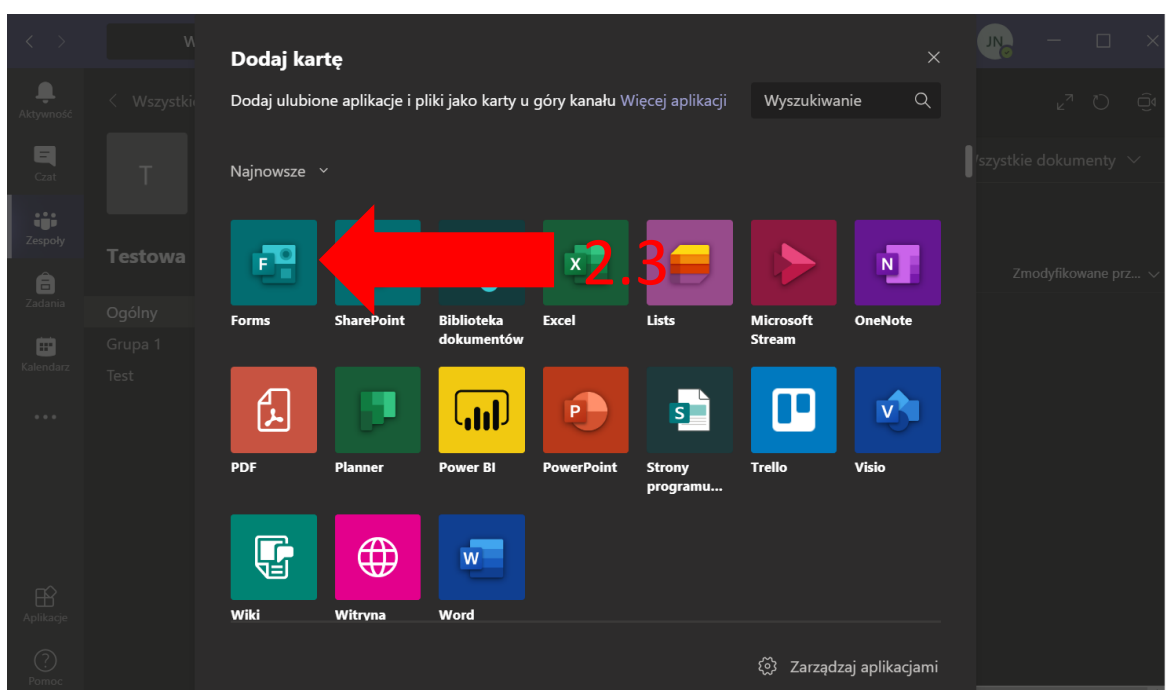 W
JN
Dodaj kartę
Dodaj ulubione aplikacje i pliki jako karty u góry kanału Więcej aplikacji
Wyszukiwanie
Najnowsze
Aktywność
Czat
Zespoły
Zadania
Kalendarz
Aplikacje
Pomoc
Wszystkie
T
Testowa
Ogólny
Grupa 1
Test
Wszystkie dokumenty
Zmodyfikowane prz...
2.3
F
X
N
Forms
SharePoint
Biblioteka
dokumentów
Excel
Lists
Microsoft
Stream
OneNote
P
S
V
PDF
Planner
Power BI
PowerPoint
Strony
programu...
Trello
Visio
W
Wiki
Witryna
Word
Zarządzaj aplikacjami